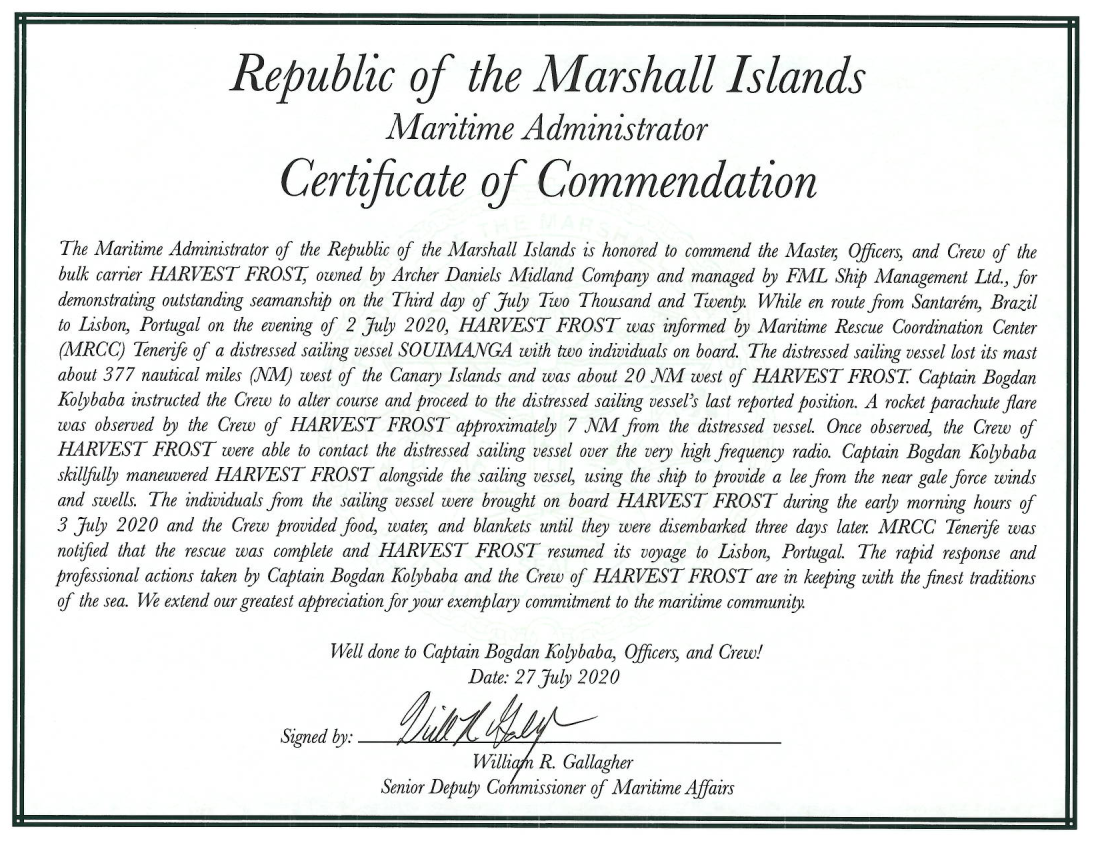 Republic of the Marshall Islands
Maritime Administrator
Certificate of Commendation
The Maritime Administrator of the Republic of the Marshall Islands is honored to commend the Master, Officers, and Crew of the
bulk carrier HARVEST FROST, owned by Archer Daniels Midland Company and managed by FML Ship Management Ltd., for
demonstrating outstanding seamanship on the Third day of July Two Thousand and Twenty. While en route from Santarém, Brazil
to Lisbon, Portugal on the evening of 2 July 2020, HARVEST FROST was informed by Maritime Rescue Coordination Center
(MRCC) Tenerife of a distressed sailing vessel SOUIMANGA with two individuals on board. The distressed sailing vessel lost its mast
about 377 nautical miles (NM) west of the Canary Islands and was about 20 NM west of HARVEST FROST. Captain Bogdan
Kolybaba instructed the Crew to alter course and proceed to the distressed sailing vessel's last reported position. A rocket parachute flare
was observed by the Crew of HARVEST FROST approximately 7 NM from the distressed vessel. Once observed, the Crew of
HARVEST FROST were able to contact the distressed sailing vessel over the very high frequency radio. Captain Bogdan Kolybaba
skillfully maneuvered HARVEST FROST alongside the sailing vessel, using the ship to provide a lee from the near gale force winds
and swells. The individuals from the sailing vessel were brought on board HARVEST FROST during the early morning hours of
3 July 2020 and the Crew provided food, water, and blankets until they were disembarked three days later. MRCC Tenerife was
notified that the rescue was complete and HARVEST FROST resumed its voyage to Lisbon, Portugal. The rapid response and
professional actions taken by Captain Bogdan Kolybaba and the Crew of HARVEST FROST are in keeping with the finest traditions
of the sea. We extend our greatest appreciation for your exemplary commitment to the maritime community.
Well done to Captain Bogdan Kolybaba, Officers, and Crew!
Date: 27 July 2020
Signed by:
William R. Gallagher
Senior Deputy Commissioner of Maritime Affairs